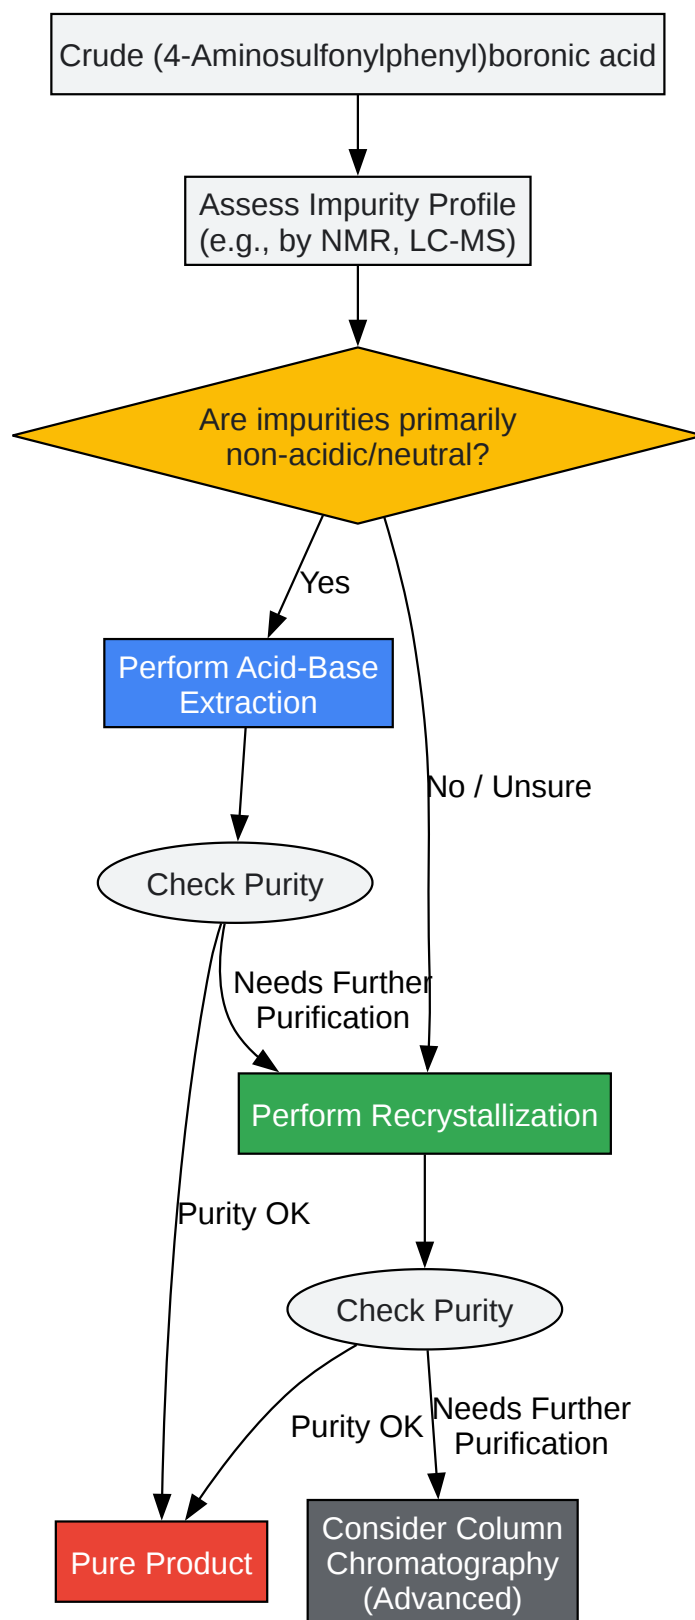 Crude (4-Aminosulfonylphenyl)boronic acid
Assess Impurity Profile
(e.g., by NMR, LC-MS)
Are impurities primarily
non-acidic/neutral?
Yes
Perform Acid-Base
Extraction
No / Unsure
Check Purity
Needs Further
Purification
Perform Recrystallization
Purity OK
Check Purity
Purity OK
Needs Further
Purification
Pure Product
Consider Column
Chromatography
(Advanced)